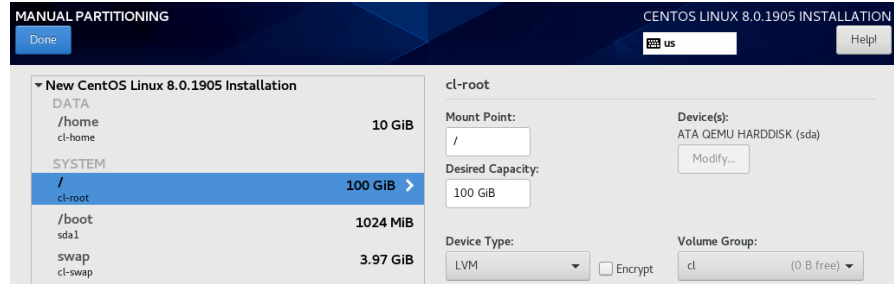 MANUAL PARTITIONING
CENTOS LINUX 8.0.1905 INSTALLATION
Done
us
Help!
New CentOS Linux 8.0.1905 Installation
DATA
/home
10 GiB
cl-home
SYSTEM
/
100 GiB
cl-root
/boot
1024 MiB
sda1
swap
3.97 GiB
cl-swap
cl-root
Mount Point:
/
Desired Capacity:
100 GiB
Device(s):
ATA QEMU HARDDISK (sda)
Modify...
Device Type:
LVM
Encrypt
Volume Group:
cl (0 B free)